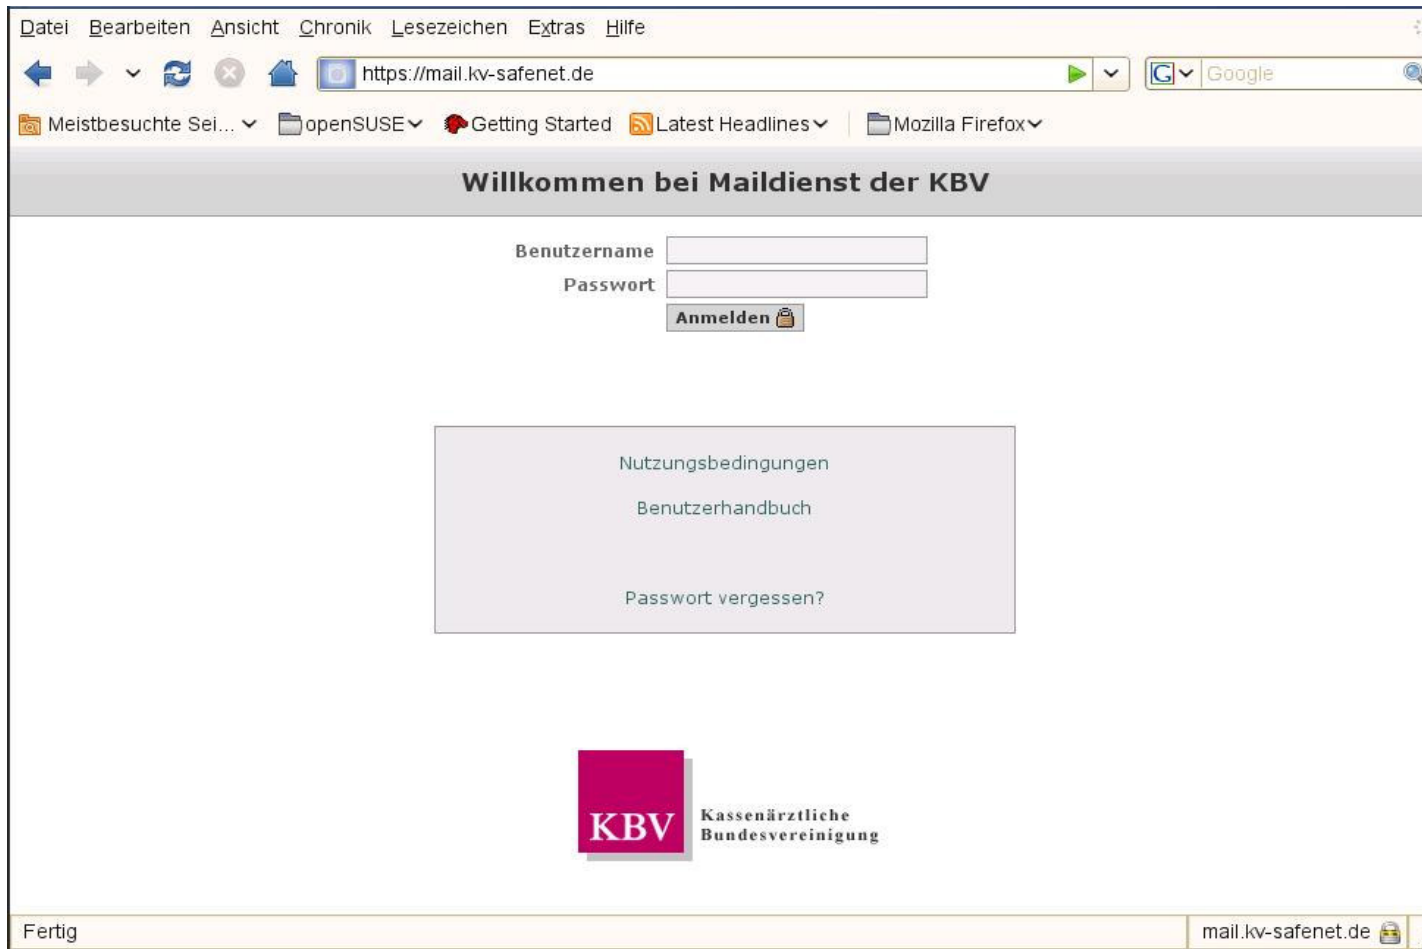 Datei Bearbeiten Ansicht Chronik Lesezeichen Extras Hilfe
https://mail.kv-safenet.de G Google
Meistbesuchte Sei... openSUSE Getting Started Latest Headlines Mozilla Firefox
Willkommen bei Maildienst der KBV
Benutzername
Passwort
Anmelden
Nutzungsbedingungen
Benutzerhandbuch
Passwort vergessen?
KBV Kassenärztliche
Bundesvereinigung
Fertig mail.kv-safenet.de